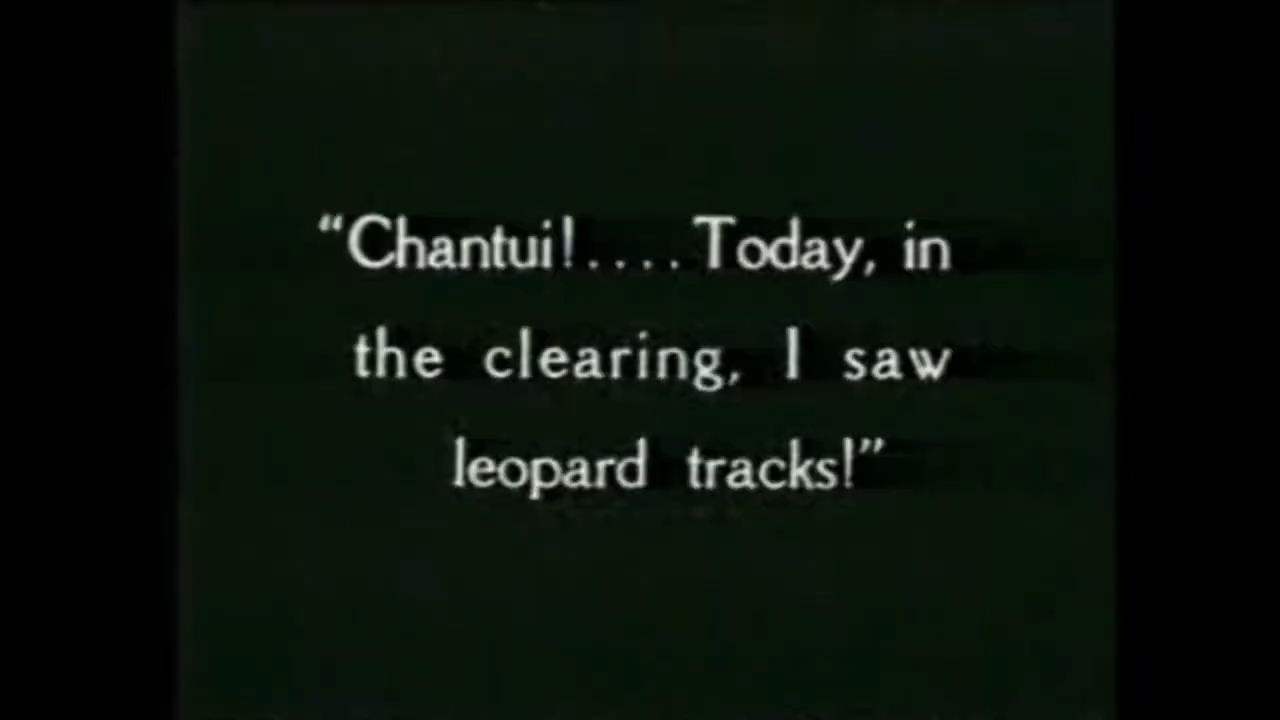 “Chantui!....Today, in
the clearing, I saw
leopard tracks!”